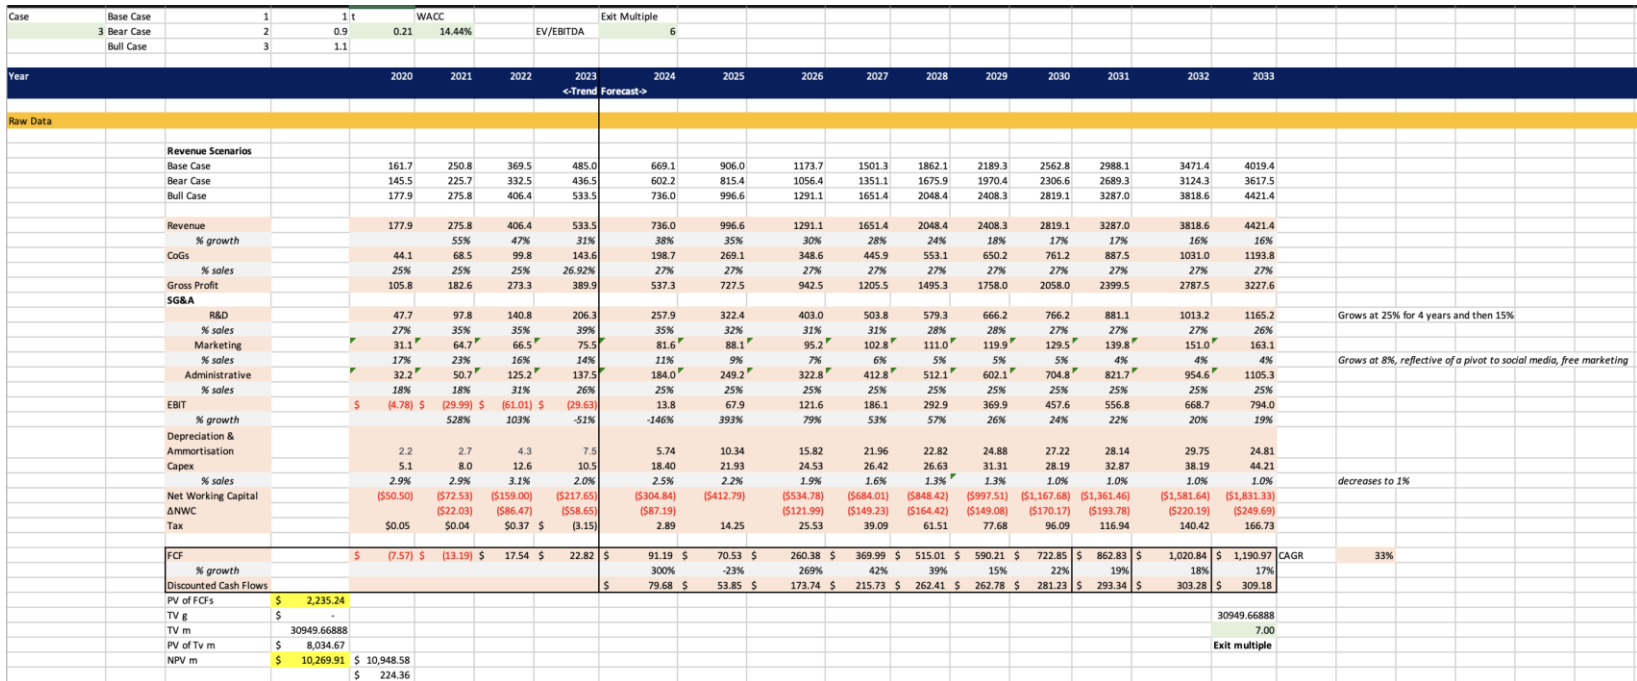 Case Base Case 1 1 t WACC Exit Multiple
3 Bear Case 2 0.9 0.21 14.44% EV/EBITDA 6
Bull Case 3 1.1
Year 2020 2021 2022 2023 2024 2025 2026 2027 2028 2029 2030 2031 2032 2033
<-Trend Forecast->
Raw Data
Revenue Scenarios
Base Case 161.7 250.8 369.5 485.0 669.1 906.0 1173.7 1501.3 1862.1 2189.3 2562.8 2988.1 3471.4 4019.4
Bear Case 145.5 225.7 332.5 436.5 602.2 815.4 1056.4 1351.1 1675.9 1970.4 2306.6 2689.3 3124.3 3617.5
Bull Case 177.9 275.8 406.4 533.5 736.0 996.6 1291.1 1651.4 2048.4 2408.3 2819.1 3287.0 3818.6 4421.4
Revenue 177.9 275.8 406.4 533.5 736.0 996.6 1291.1 1651.4 2048.4 2408.3 2819.1 3287.0 3818.6 4421.4
% growth 55% 47% 31% 38% 35% 30% 28% 24% 18% 17% 17% 16% 16%
CoGs 44.1 68.5 99.8 143.6 198.7 269.1 348.6 445.9 553.1 650.2 761.2 887.5 1031.0 1193.8
% sales 25% 25% 25% 26.92% 27% 27% 27% 27% 27% 27% 27% 27% 27% 27%
Gross Profit 105.8 182.6 273.3 389.9 537.3 727.5 942.5 1205.5 1495.3 1758.0 2058.0 2399.5 2787.5 3227.6
SG&A
R&D 47.7 97.8 140.8 206.3 257.9 322.4 403.0 503.8 579.3 666.2 766.2 881.1 1013.2 1165.2 Grows at 25% for 4 years and then 15%
% sales 27% 35% 35% 39% 35% 32% 31% 31% 28% 28% 27% 27% 27% 26%
Marketing 31.1 64.7 66.5 75.5 81.6 88.1 95.2 102.8 111.0 119.9 129.5 139.8 151.0 163.1
% sales 17% 23% 16% 14% 11% 9% 7% 6% 5% 5% 5% 4% 4% 4% Grows at 8%, reflective of a pivot to social media, free marketing
Administrative 32.2 50.7 125.2 137.5 184.0 249.2 322.8 412.8 512.1 602.1 704.8 821.7 954.6 1105.3
% sales 18% 18% 31% 26% 25% 25% 25% 25% 25% 25% 25% 25% 25% 25%
EBIT $ (4.78) $ (29.99) $ (61.01) $ (29.63) 13.8 67.9 121.6 186.1 292.9 369.9 457.6 556.8 668.7 794.0
% growth 528% 103% -51% -146% 393% 79% 53% 57% 26% 24% 22% 20% 19%
Depreciation &
Ammortisation 2.2 2.7 4.3 7.5 5.74 10.34 15.82 21.96 22.82 24.88 27.22 28.14 29.75 24.81
Capex 5.1 8.0 12.6 10.5 18.40 21.93 24.53 26.42 26.63 31.31 28.19 32.87 38.19 44.21
% sales 2.9% 2.9% 3.1% 2.0% 2.5% 2.2% 1.9% 1.6% 1.3% 1.3% 1.0% 1.0% 1.0% 1.0% decreases to 1%
Net Working Capital ($50.50) ($72.53) ($159.00) ($217.65) ($304.84) ($412.79) ($534.78) ($684.01) ($848.42) ($997.51) ($1,167.68) ($1,361.46) ($1,581.64) ($1,831.33)
ΔNWC ($22.03) ($86.47) ($58.65) ($87.19) ($121.99) ($149.23) ($164.42) ($149.08) ($170.17) ($193.78) ($220.19) ($249.69)
Tax $0.05 $0.04 $0.37 $ (3.15) 2.89 14.25 25.53 39.09 61.51 77.68 96.09 116.94 140.42 166.73
FCF $ (7.57) $ (13.19) $ 17.54 $ 22.82 $ 91.19 $ 70.53 $ 260.38 $ 369.99 $ 515.01 $ 590.21 $ 722.85 $ 862.83 $ 1,020.84 $ 1,190.97 CAGR 33%
% growth 300% -23% 269% 42% 39% 15% 22% 19% 18% 17%
Discounted Cash Flows $ 79.68 $ 53.85 $ 173.74 $ 215.73 $ 262.41 $ 262.78 $ 281.23 $ 293.34 $ 303.28 $ 309.18
PV of FCFs $ 2,235.24
TV g $ - 30949.66888
TV m 30949.66888 7.00
PV of Tv m $ 8,034.67 Exit multiple
NPV m $ 10,269.91 $ 10,948.58
$ 224.36